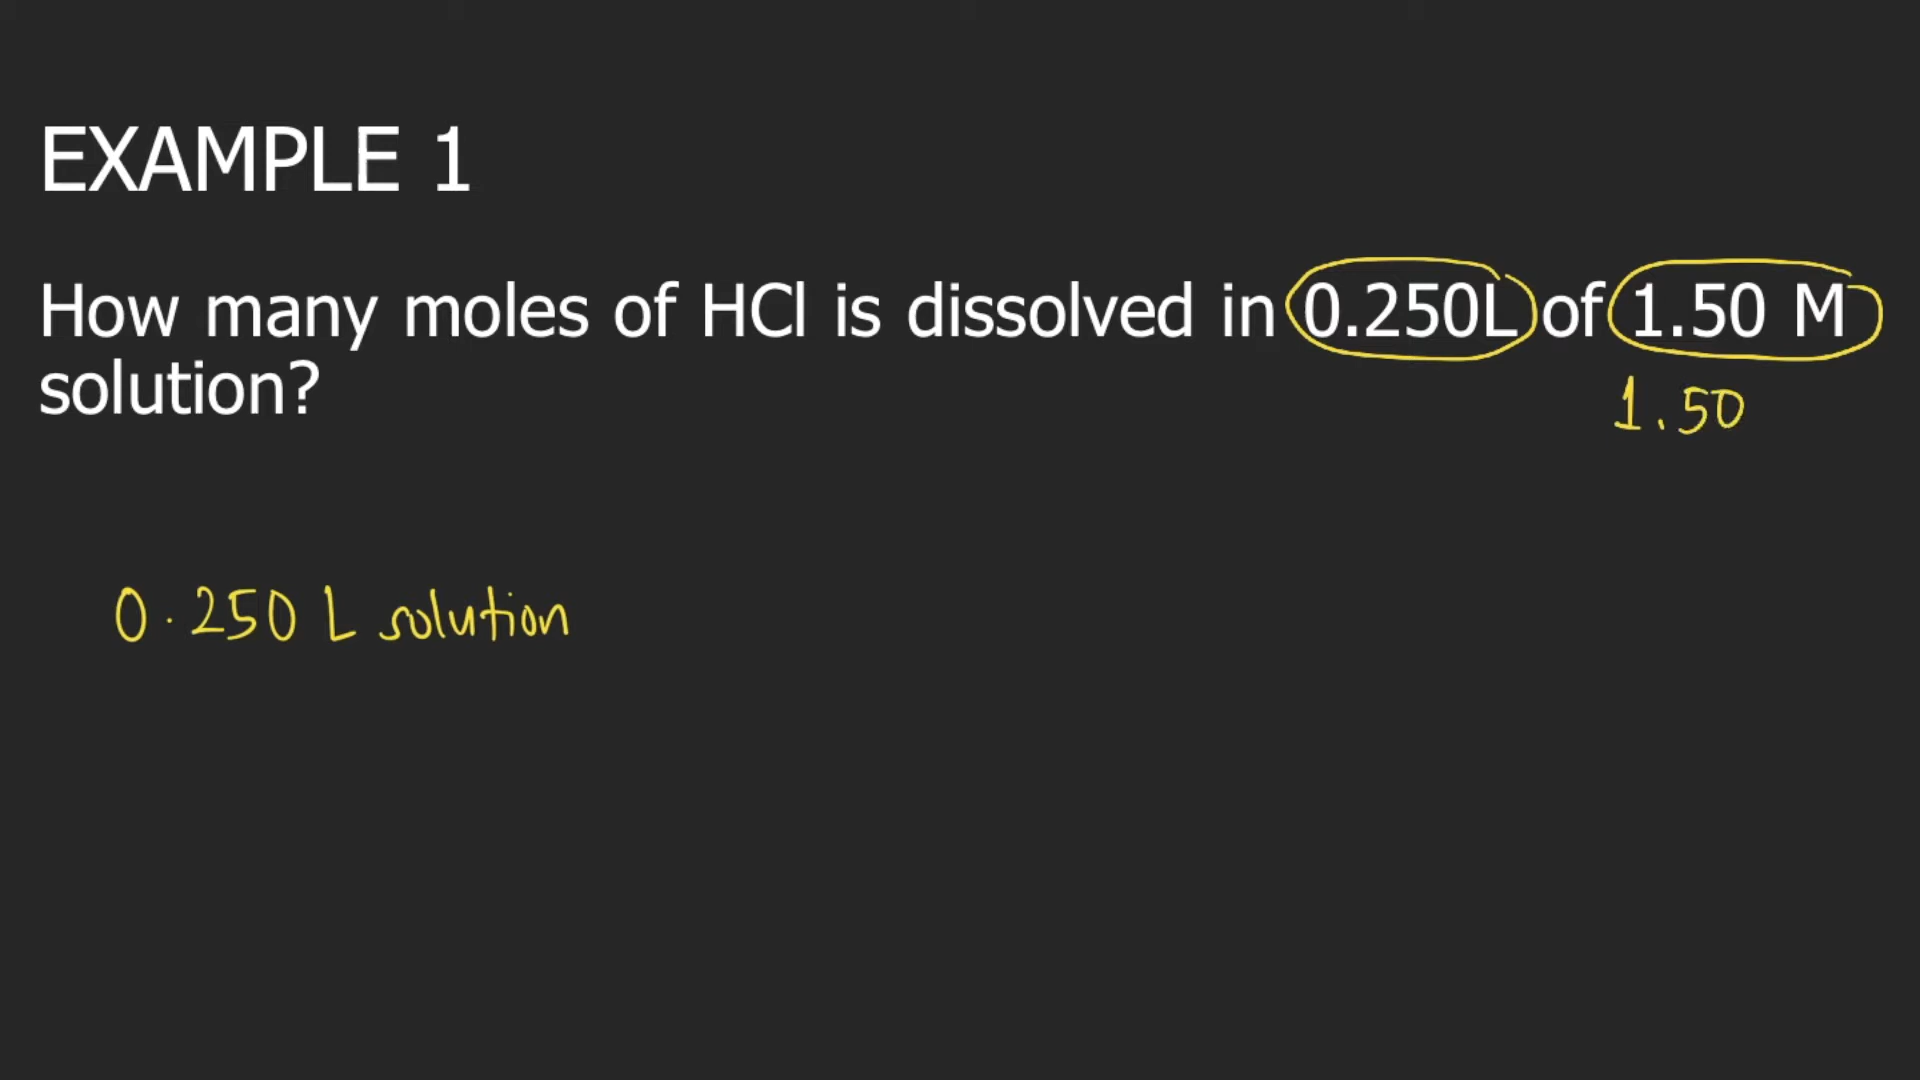 EXAMPLE 1
How many moles of HCl is dissolved in 0.250L of 1.50 M
solution?
1.50
0.250 L solution